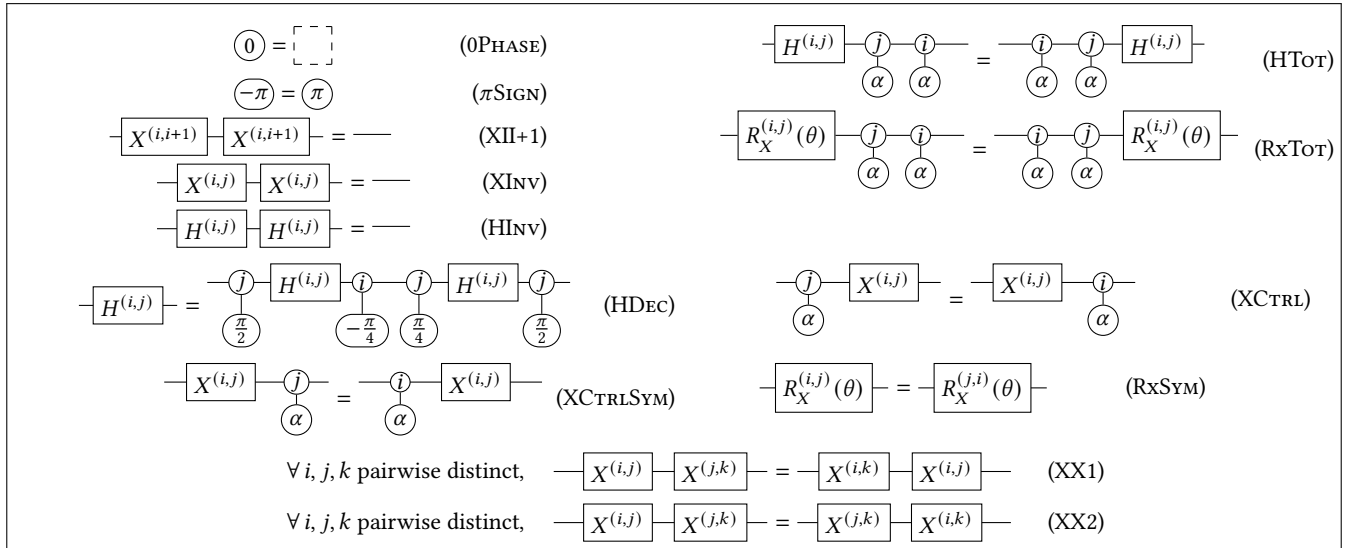 0 = (0Phase)
−π = π (πSign)
X^{(i,i+1)} X^{(i,i+1)} = (XII+1)
X^{(i,j)} X^{(i,j)} = (XInv)
H^{(i,j)} H^{(i,j)} = (HInv)
H^{(i,j)} j α i α = i α j α H^{(i,j)} (HTot)
R_X^{(i,j)}(θ) j α i α = i α j α R_X^{(i,j)}(θ) (RxTot)
H^{(i,j)} = j π/2 H^{(i,j)} i −π/4 j π/4 H^{(i,j)} j π/2 (HDec)
j α X^{(i,j)} = X^{(i,j)} i α (XCtrl)
X^{(i,j)} j α = i α X^{(i,j)} (XCtrlSym)
R_X^{(i,j)}(θ) = R_X^{(j,i)}(θ) (RxSym)
∀ i, j, k pairwise distinct, X^{(i,j)} X^{(j,k)} = X^{(i,k)} X^{(i,j)} (XX1)
∀ i, j, k pairwise distinct, X^{(i,j)} X^{(j,k)} = X^{(j,k)} X^{(i,k)} (XX2)